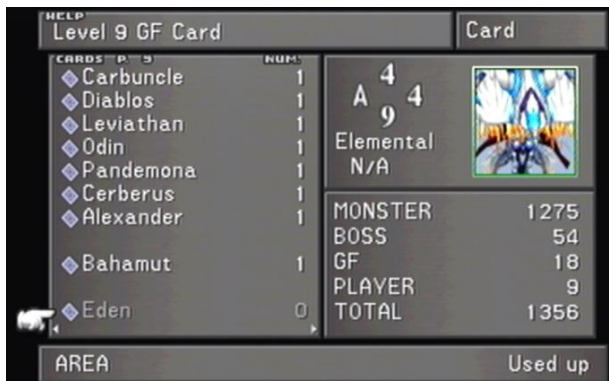 HELP
Level 9 GF Card
Card
CARDS P. 9 NUM.
Carbuncle 1
Diablos 1
Leviathan 1
Odin 1
Pandemona 1
Cerberus 1
Alexander 1
Bahamut 1
Eden 0
4
A 4
9
Elemental
N/A
MONSTER 1275
BOSS 54
GF 18
PLAYER 9
TOTAL 1356
AREA Used up